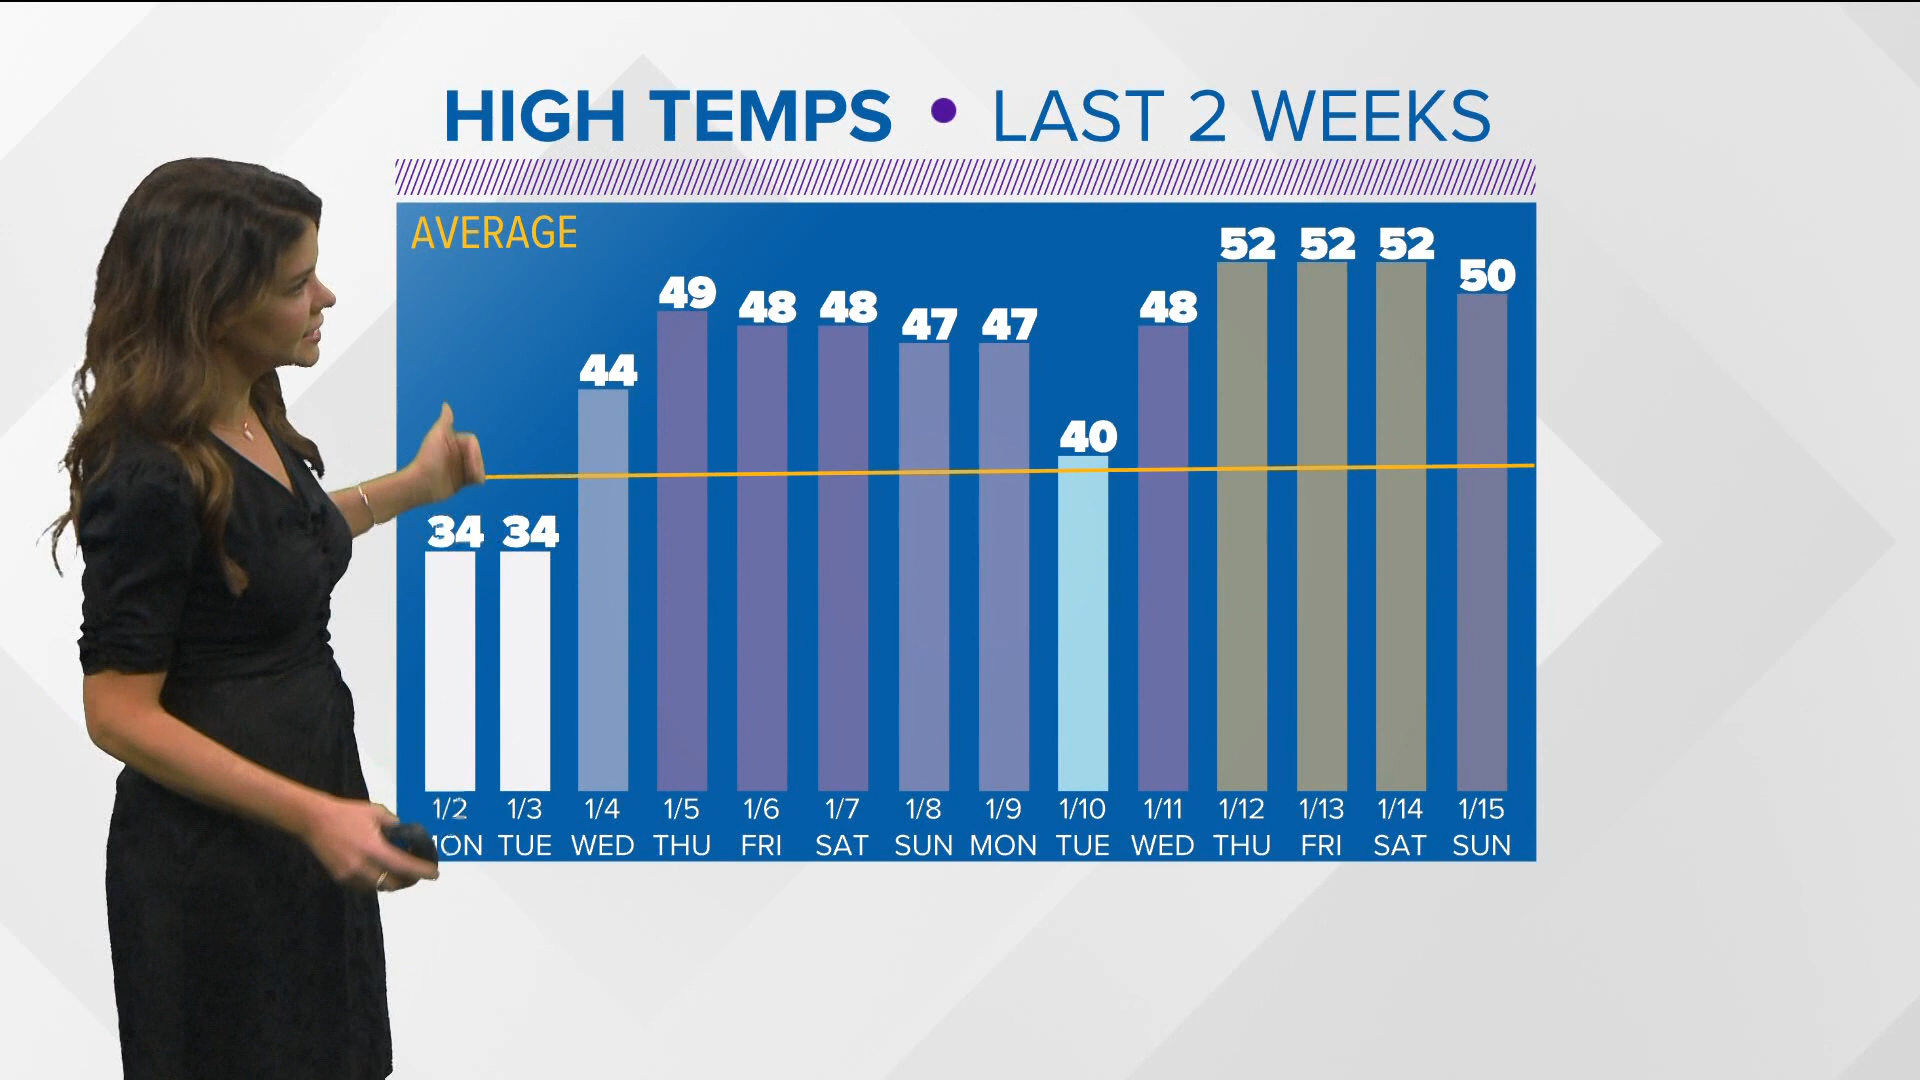 HIGH TEMPS • LAST 2 WEEKS
AVERAGE
34 34 44 49 48 48 47 47 40 48 52 52 52 50
1/2 1/3 1/4 1/5 1/6 1/7 1/8 1/9 1/10 1/11 1/12 1/13 1/14 1/15
TUE WED THU FRI SAT SUN MON TUE WED THU FRI SAT SUN